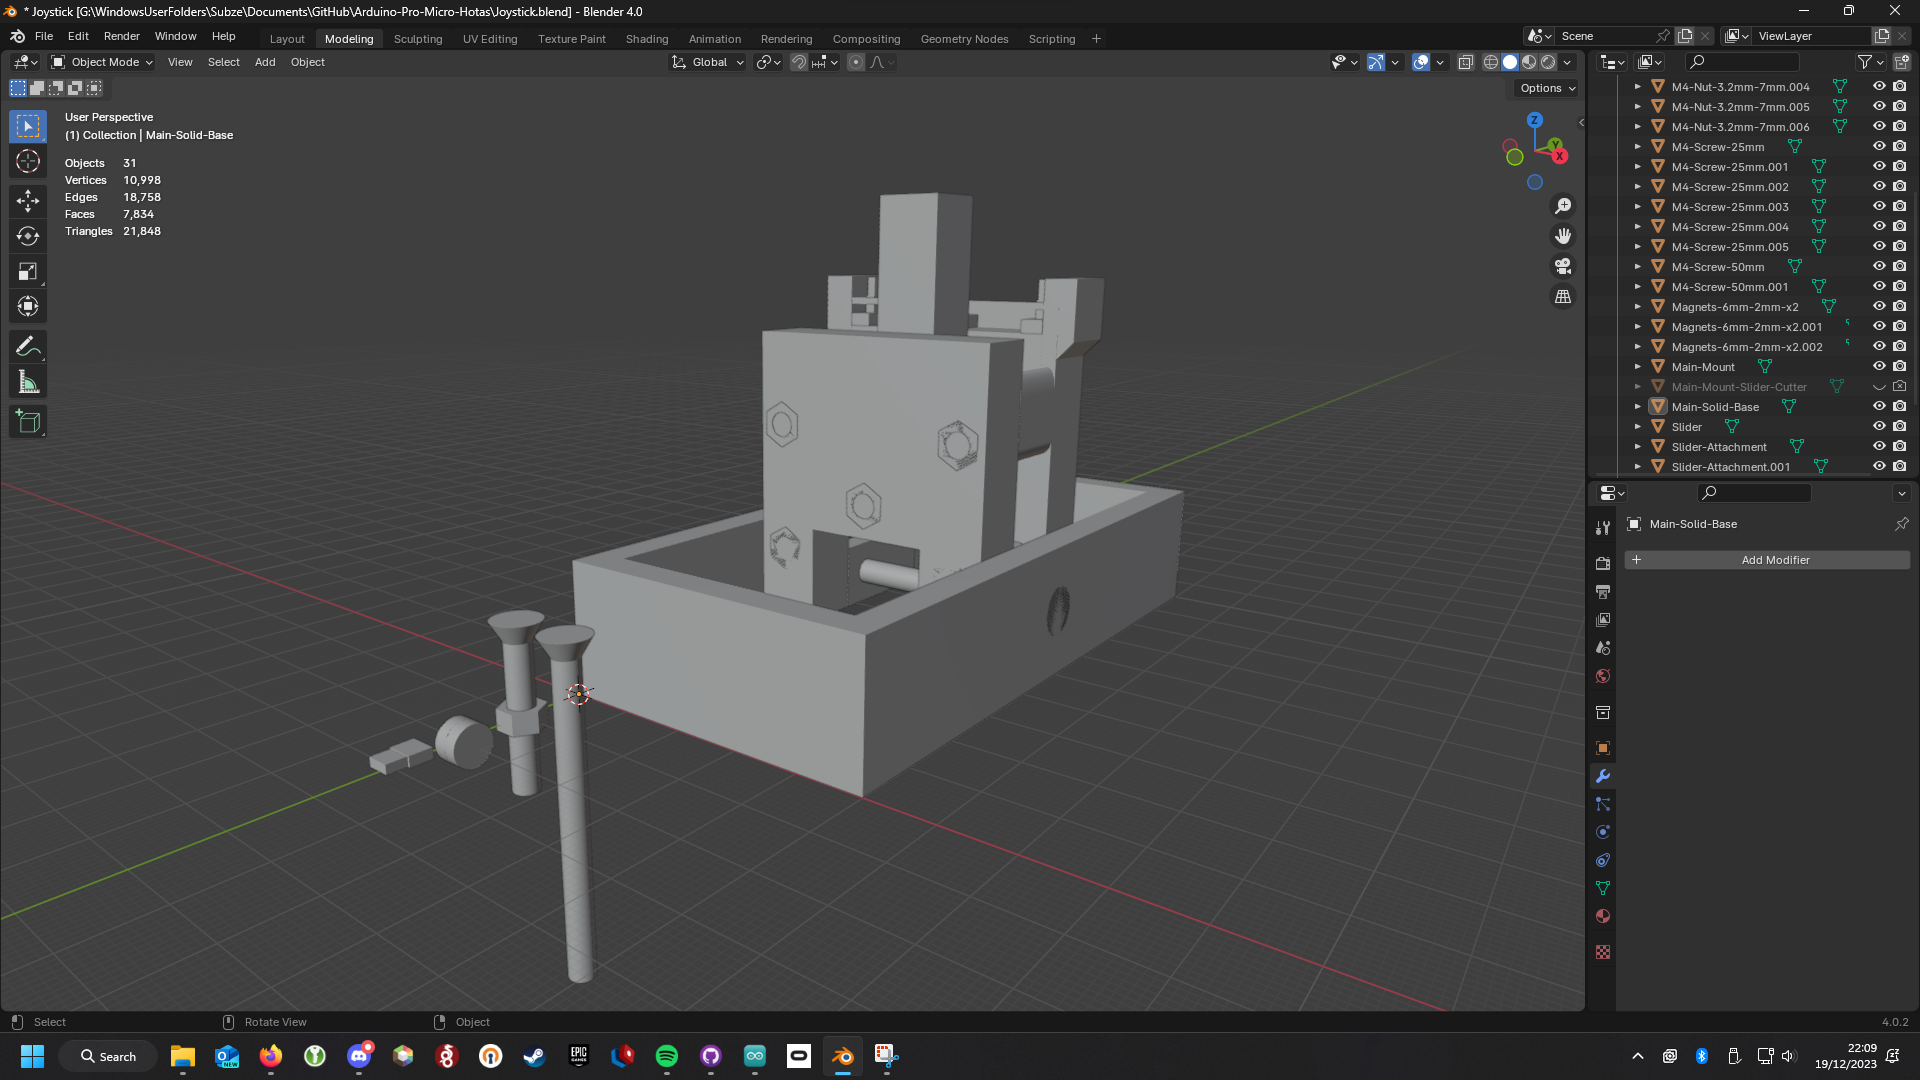 * Joystick [G:\WindowsUserFolders\Subze\Documents\GitHub\Arduino-Pro-Micro-Hotas\Joystick.blend] - Blender 4.0
File Edit Render Window Help
Layout Modeling Sculpting UV Editing Texture Paint Shading Animation Rendering Compositing Geometry Nodes Scripting +
Scene
ViewLayer
Object Mode View Select Add Object
Global
Options
User Perspective
(1) Collection | Main-Solid-Base
Objects 31
Vertices 10,998
Edges 18,758
Faces 7,834
Triangles 21,848
Z
Y
X
M4-Nut-3.2mm-7mm.004
M4-Nut-3.2mm-7mm.005
M4-Nut-3.2mm-7mm.006
M4-Screw-25mm
M4-Screw-25mm.001
M4-Screw-25mm.002
M4-Screw-25mm.003
M4-Screw-25mm.004
M4-Screw-25mm.005
M4-Screw-50mm
M4-Screw-50mm.001
Magnets-6mm-2mm-x2
Magnets-6mm-2mm-x2.001
Magnets-6mm-2mm-x2.002
Main-Mount
Main-Mount-Slider-Cutter
Main-Solid-Base
Slider
Slider-Attachment
Slider-Attachment.001
Main-Solid-Base
+ Add Modifier
Select
Rotate View
Object
4.0.2
Search
NEW
EPIC GAMES
22:09
19/12/2023